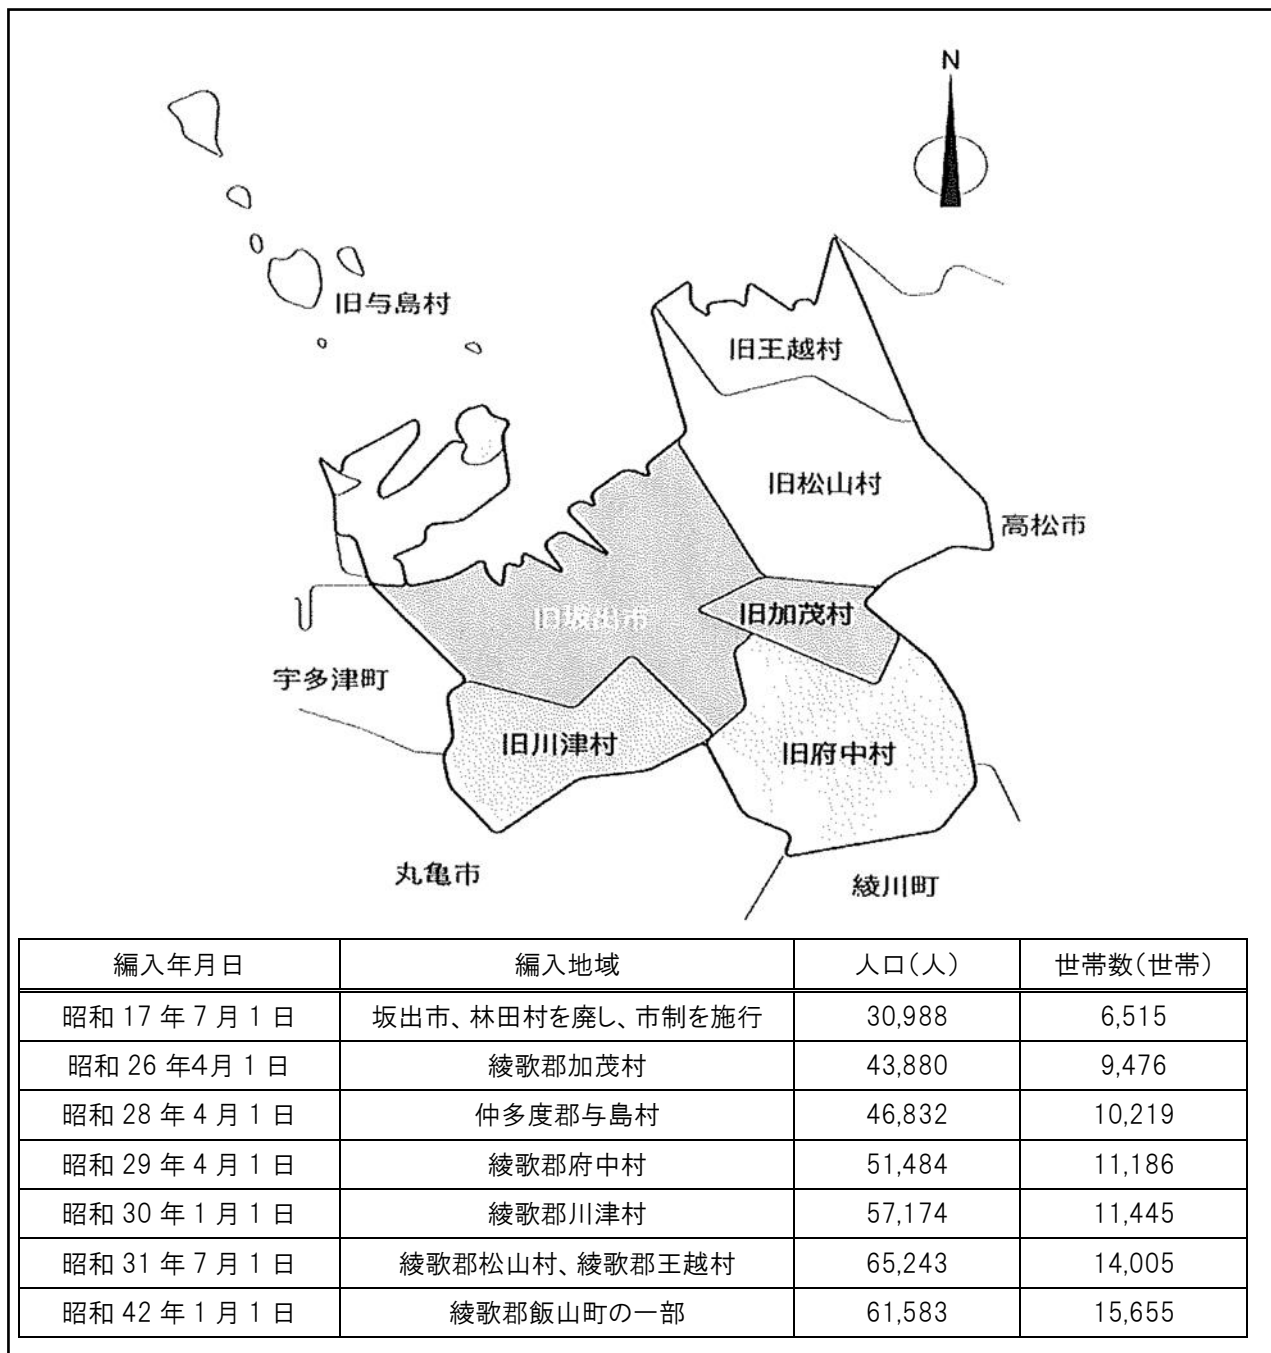 N
旧与島村
旧王越村
旧松山村
高松市
旧坂出市
旧加茂村
宇多津町
旧川津村
旧府中村
丸亀市
綾川町
編入年月日 編入地域 人口(人) 世帯数(世帯)
昭和 17 年 7 月 1 日 坂出市、林田村を廃し、市制を施行 30,988 6,515
昭和 26 年4月 1 日 綾歌郡加茂村 43,880 9,476
昭和 28 年 4 月 1 日 仲多度郡与島村 46,832 10,219
昭和 29 年 4 月 1 日 綾歌郡府中村 51,484 11,186
昭和 30 年 1 月 1 日 綾歌郡川津村 57,174 11,445
昭和 31 年 7 月 1 日 綾歌郡松山村、綾歌郡王越村 65,243 14,005
昭和 42 年 1 月 1 日 綾歌郡飯山町の一部 61,583 15,655